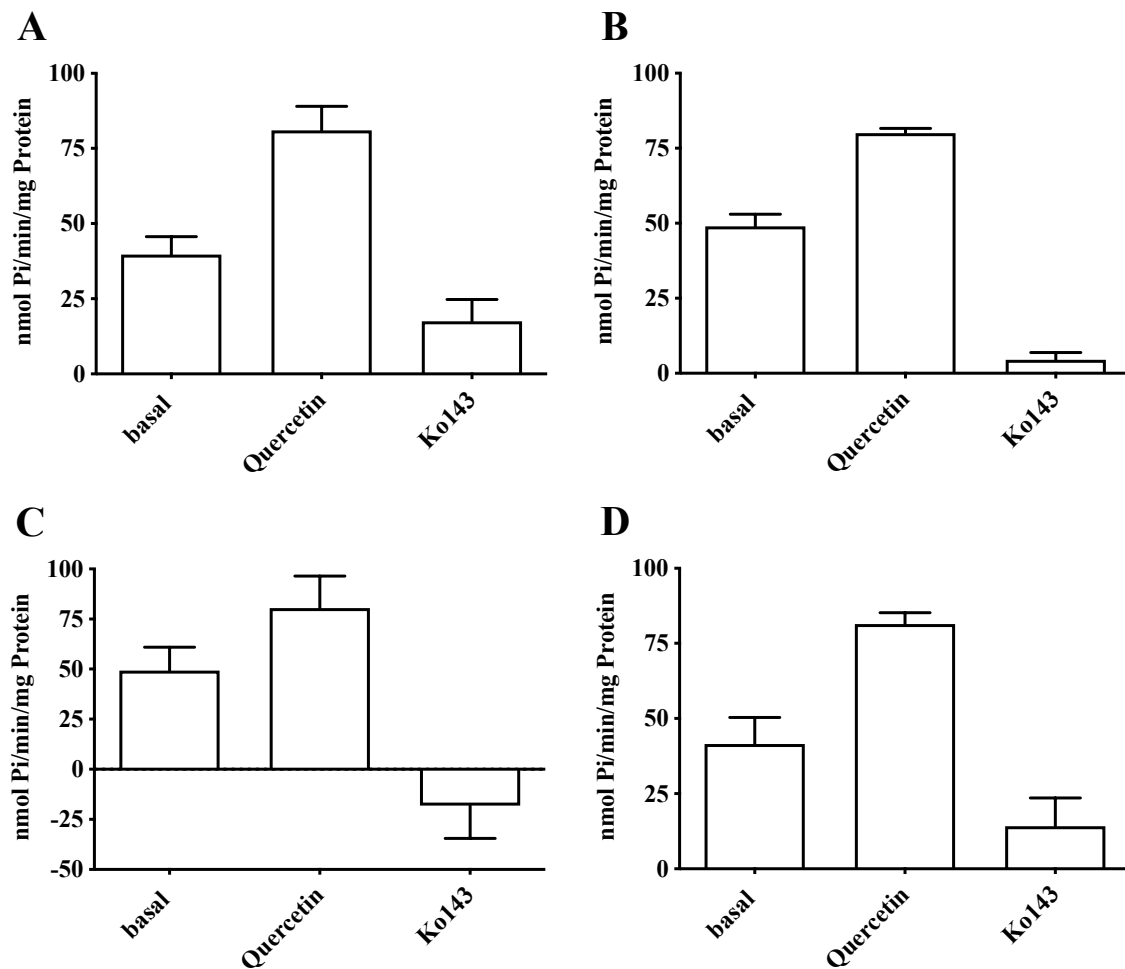 A
nmol Pi/min/mg Protein
100
75
50
25
0
basal
Quercetin
Ko143
B
nmol Pi/min/mg Protein
100
75
50
25
0
basal
Quercetin
Ko143
C
nmol Pi/min/mg Protein
100
75
50
25
0
-25
-50
basal
Quercetin
Ko143
D
nmol Pi/min/mg Protein
100
75
50
25
0
basal
Quercetin
Ko143